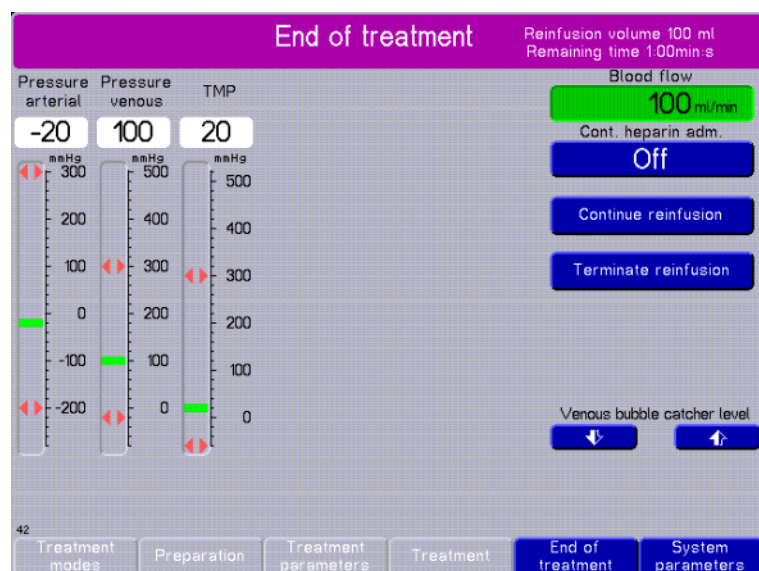 End of treatment
Reinfusion volume 100 ml
Remaining time 1:00min:s
Pressure arterial
Pressure venous
TMP
Blood flow
-20
100
20
100 ml/min
Cont. heparin adm.
Off
mmHg
300
200
100
0
-100
-200
mmHg
500
400
300
200
100
0
mmHg
500
400
300
200
100
0
Continue reinfusion
Terminate reinfusion
Venous bubble catcher level
42
Treatment modes
Preparation
Treatment parameters
Treatment
End of treatment
System parameters